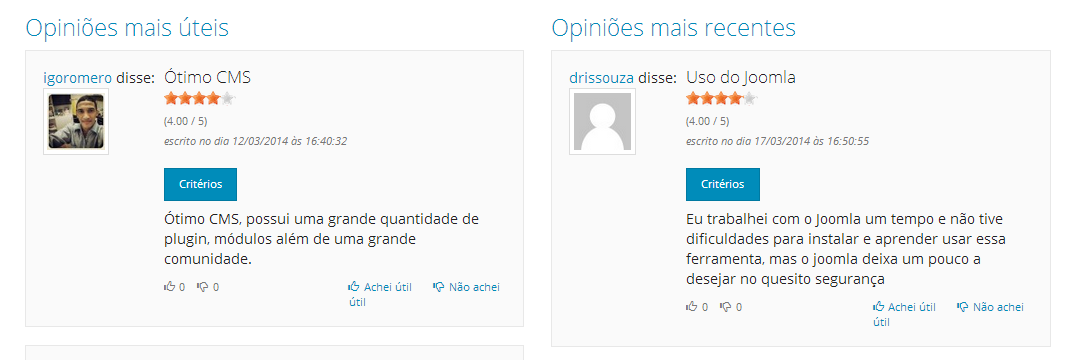 Opiniões mais úteis
igoromero disse:
Ótimo CMS
(4.00 / 5)
escrito no dia 12/03/2014 às 16:40:32
Critérios
Ótimo CMS, possui uma grande quantidade de
plugin, módulos além de uma grande
comunidade.
0 0 Achei útil Não achei
útil
Opiniões mais recentes
drissouza disse:
Uso do Joomla
(4.00 / 5)
escrito no dia 17/03/2014 às 16:50:55
Critérios
Eu trabalhei com o Joomla um tempo e não tive
dificuldades para instalar e aprender usar essa
ferramenta, mas o joomla deixa um pouco a
desejar no quesito segurança
0 0 Achei útil Não achei
útil